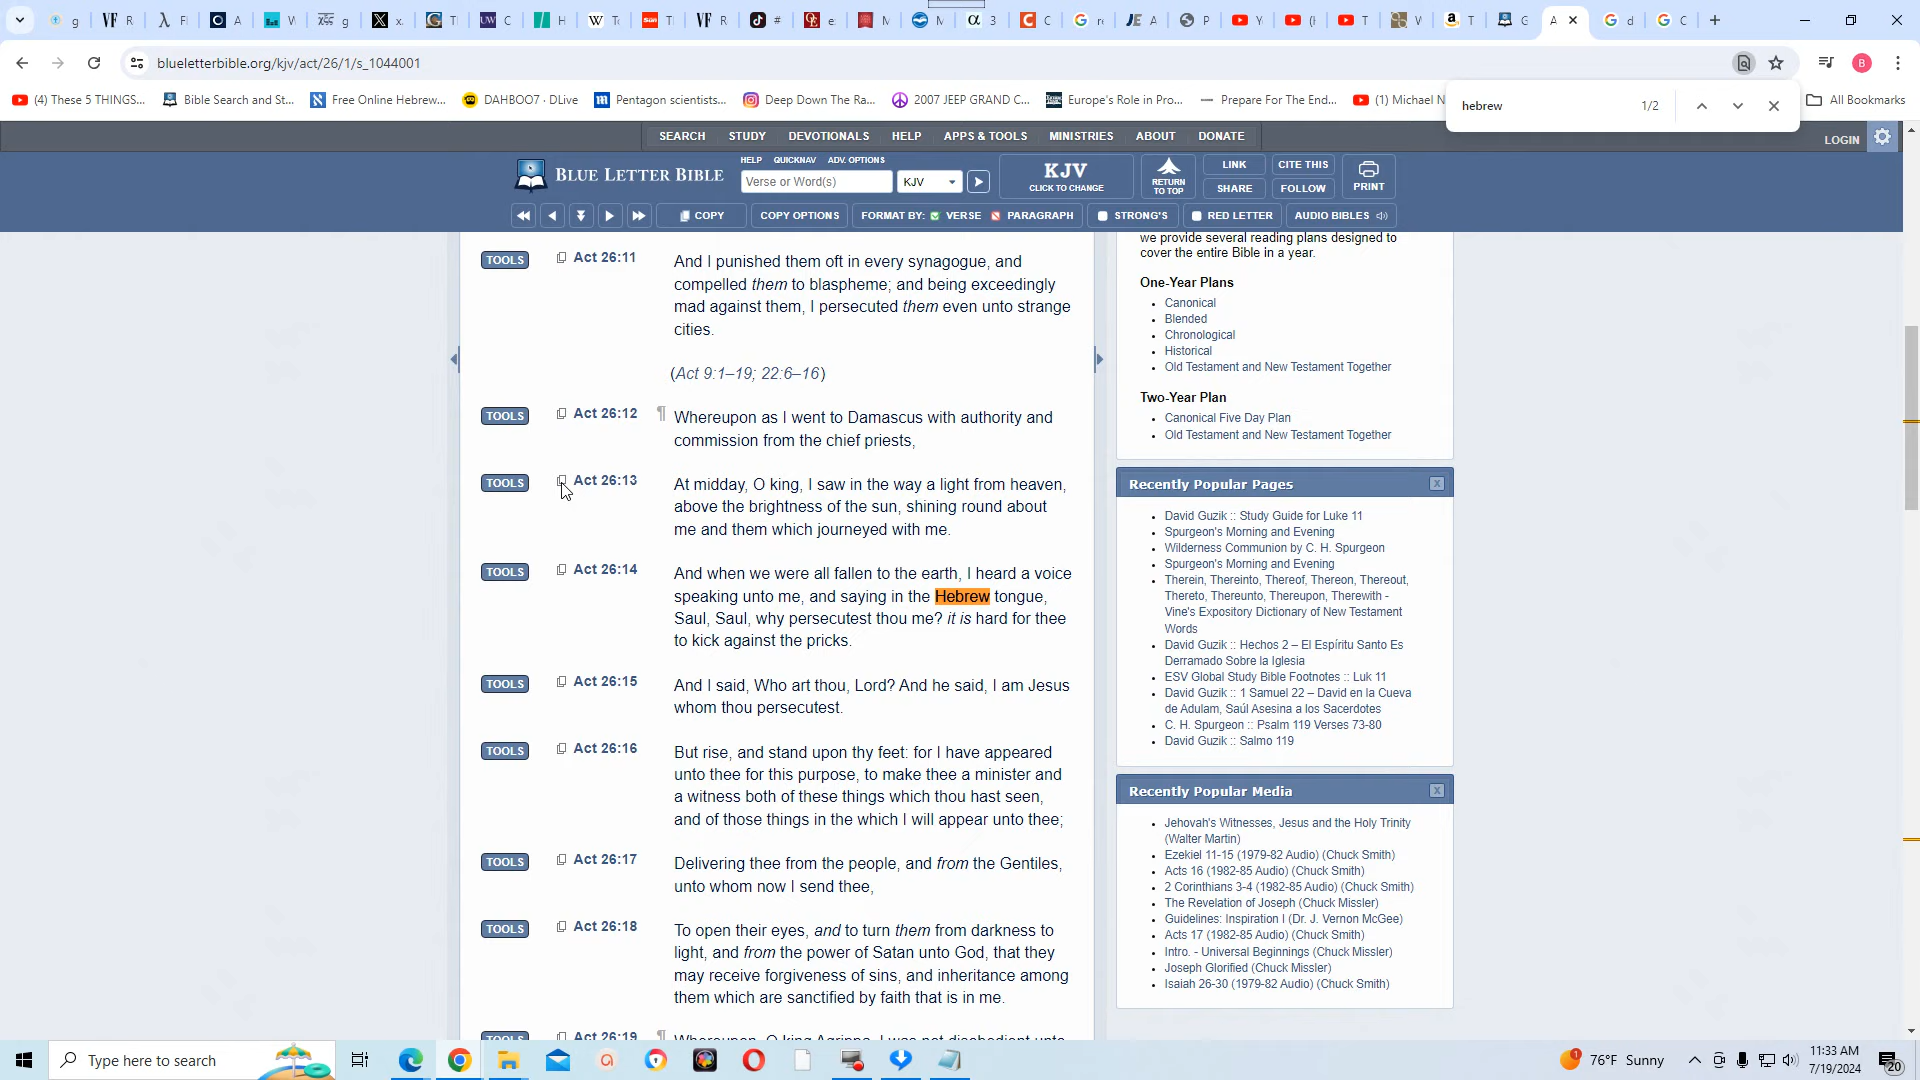 g
R
Fl
A
W
g
x.
Tl
C
H
To
Tl
R
#
e:
M
M
3
C
re
A
P
Y
(l
T
W
T
G
A
d
C
blueletterbible.org/kjv/act/26/1/s_1044001
B
(4) These 5 THINGS...
Bible Search and St...
Free Online Hebrew...
DAHBOO7 · DLive
Pentagon scientists...
Deep Down The Ra...
2007 JEEP GRAND C...
Europe's Role in Pro...
Prepare For The End...
(1) Michael N
All Bookmarks
hebrew 1/2
SEARCH STUDY DEVOTIONALS HELP APPS & TOOLS MINISTRIES ABOUT DONATE
LOGIN
BLUE LETTER BIBLE
HELP QUICKNAV ADV. OPTIONS
Verse or Word(s) KJV
KJV
CLICK TO CHANGE
RETURN
TO TOP
LINK CITE THIS
SHARE FOLLOW
PRINT
COPY COPY OPTIONS FORMAT BY: VERSE PARAGRAPH STRONG'S RED LETTER AUDIO BIBLES
TOOLS Act 26:11 And I punished them oft in every synagogue, and
compelled them to blaspheme; and being exceedingly
mad against them, I persecuted them even unto strange
cities.
(Act 9:1–19; 22:6–16)
TOOLS Act 26:12 ¶ Whereupon as I went to Damascus with authority and
commission from the chief priests,
TOOLS Act 26:13 At midday, O king, I saw in the way a light from heaven,
above the brightness of the sun, shining round about
me and them which journeyed with me.
TOOLS Act 26:14 And when we were all fallen to the earth, I heard a voice
speaking unto me, and saying in the Hebrew tongue,
Saul, Saul, why persecutest thou me? it is hard for thee
to kick against the pricks.
TOOLS Act 26:15 And I said, Who art thou, Lord? And he said, I am Jesus
whom thou persecutest.
TOOLS Act 26:16 But rise, and stand upon thy feet: for I have appeared
unto thee for this purpose, to make thee a minister and
a witness both of these things which thou hast seen,
and of those things in the which I will appear unto thee;
TOOLS Act 26:17 Delivering thee from the people, and from the Gentiles,
unto whom now I send thee,
TOOLS Act 26:18 To open their eyes, and to turn them from darkness to
light, and from the power of Satan unto God, that they
may receive forgiveness of sins, and inheritance among
them which are sanctified by faith that is in me.
TOOLS Act 26:19 ¶ Whereupon, O king Agrippa, I was not disobedient unto
we provide several reading plans designed to
cover the entire Bible in a year.
One-Year Plans
Canonical
Blended
Chronological
Historical
Old Testament and New Testament Together
Two-Year Plan
Canonical Five Day Plan
Old Testament and New Testament Together
Recently Popular Pages x
David Guzik :: Study Guide for Luke 11
Spurgeon's Morning and Evening
Wilderness Communion by C. H. Spurgeon
Spurgeon's Morning and Evening
Therein, Thereinto, Thereof, Thereon, Thereout,
Thereto, Thereunto, Thereupon, Therewith -
Vine's Expository Dictionary of New Testament
Words
David Guzik :: Hechos 2 – El Espíritu Santo Es
Derramado Sobre la Iglesia
ESV Global Study Bible Footnotes :: Luk 11
David Guzik :: 1 Samuel 22 – David en la Cueva
de Adulam, Saúl Asesina a los Sacerdotes
C. H. Spurgeon :: Psalm 119 Verses 73-80
David Guzik :: Salmo 119
Recently Popular Media x
Jehovah's Witnesses, Jesus and the Holy Trinity
(Walter Martin)
Ezekiel 11-15 (1979-82 Audio) (Chuck Smith)
Acts 16 (1982-85 Audio) (Chuck Smith)
2 Corinthians 3-4 (1982-85 Audio) (Chuck Smith)
The Revelation of Joseph (Chuck Missler)
Guidelines: Inspiration I (Dr. J. Vernon McGee)
Acts 17 (1982-85 Audio) (Chuck Smith)
Intro. - Universal Beginnings (Chuck Missler)
Joseph Glorified (Chuck Missler)
Isaiah 26-30 (1979-82 Audio) (Chuck Smith)
Type here to search
1
76°F Sunny
11:33 AM
7/19/2024
20